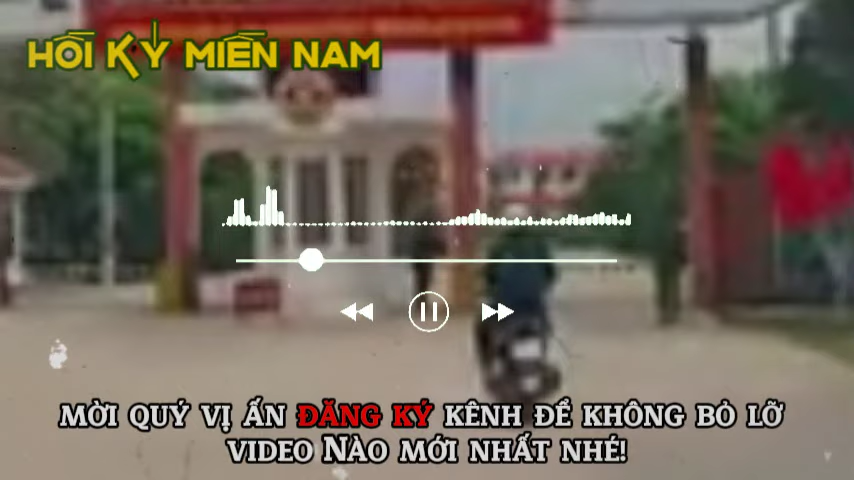 HỒI KÝ MIỀN NAM
MỜI QUÝ VỊ ẤN ĐĂNG KÝ KÊNH ĐỂ KHÔNG BỎ LỠ
VIDEO NÀO MỚI NHẤT NHÉ!